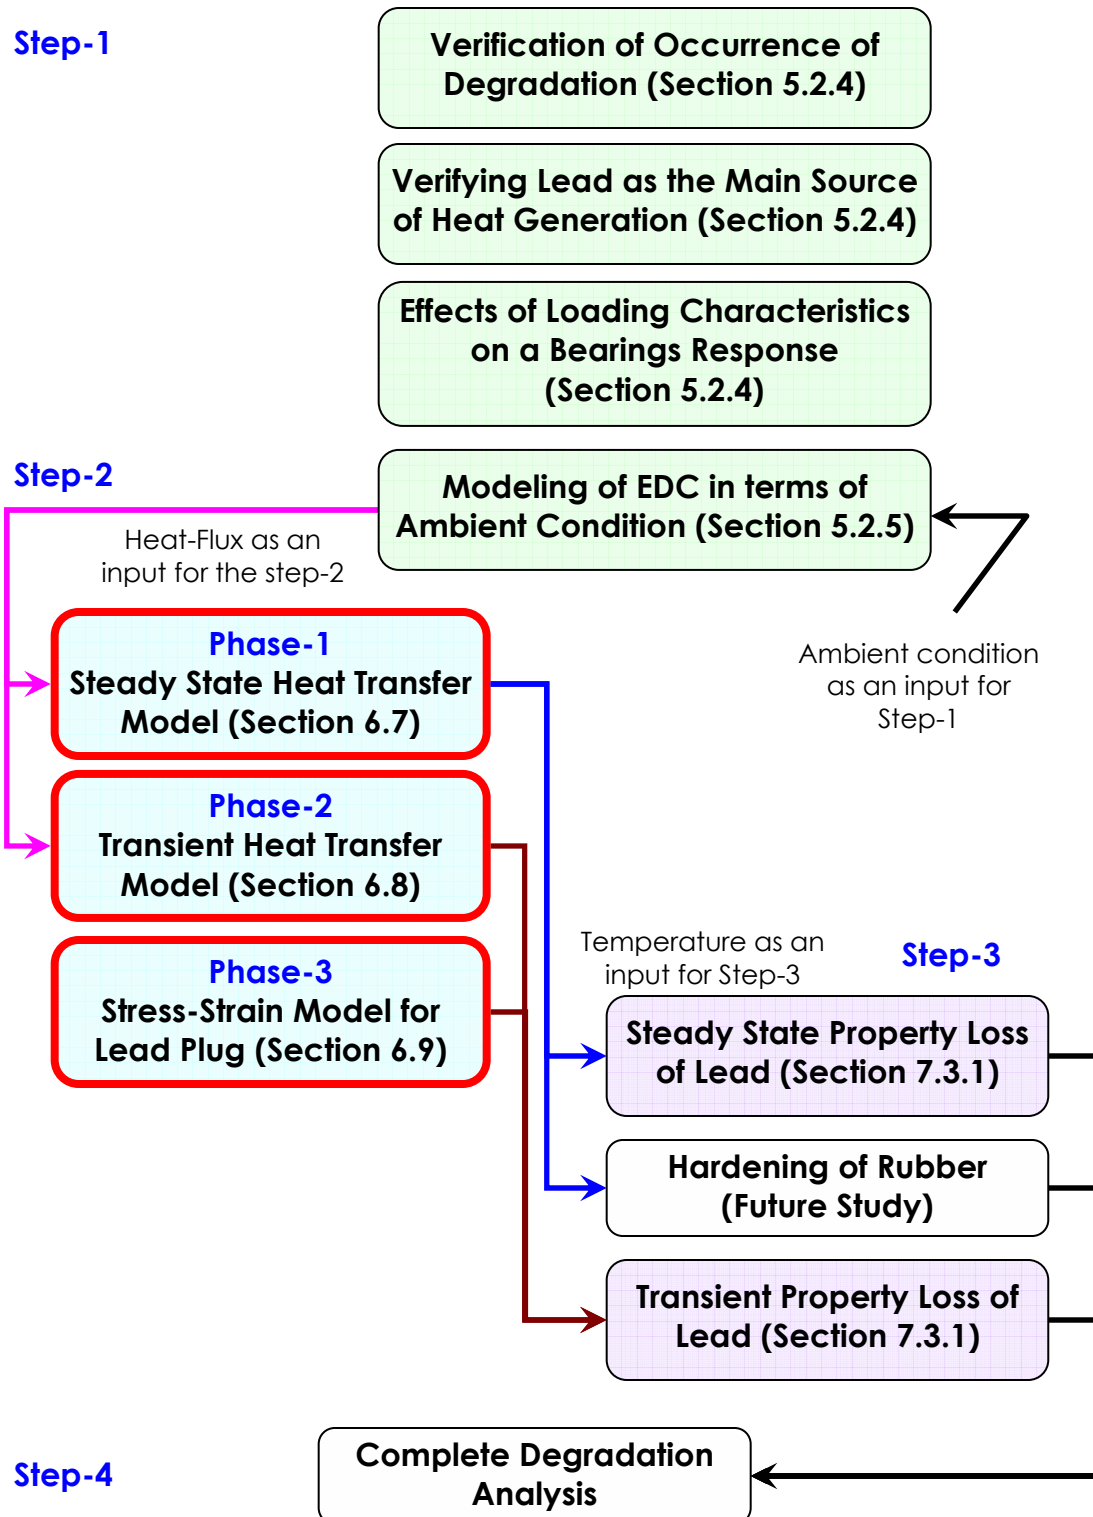 Step-1
Verification of Occurrence of
Degradation (Section 5.2.4)
Verifying Lead as the Main Source
of Heat Generation (Section 5.2.4)
Effects of Loading Characteristics
on a Bearings Response
(Section 5.2.4)
Step-2
Modeling of EDC in terms of
Ambient Condition (Section 5.2.5)
Heat-Flux as an
input for the step-2
Ambient condition
as an input for
Step-1
Phase-1
Steady State Heat Transfer
Model (Section 6.7)
Phase-2
Transient Heat Transfer
Model (Section 6.8)
Phase-3
Stress-Strain Model for
Lead Plug (Section 6.9)
Temperature as an
input for Step-3
Step-3
Steady State Property Loss
of Lead (Section 7.3.1)
Hardening of Rubber
(Future Study)
Transient Property Loss of
Lead (Section 7.3.1)
Step-4
Complete Degradation
Analysis